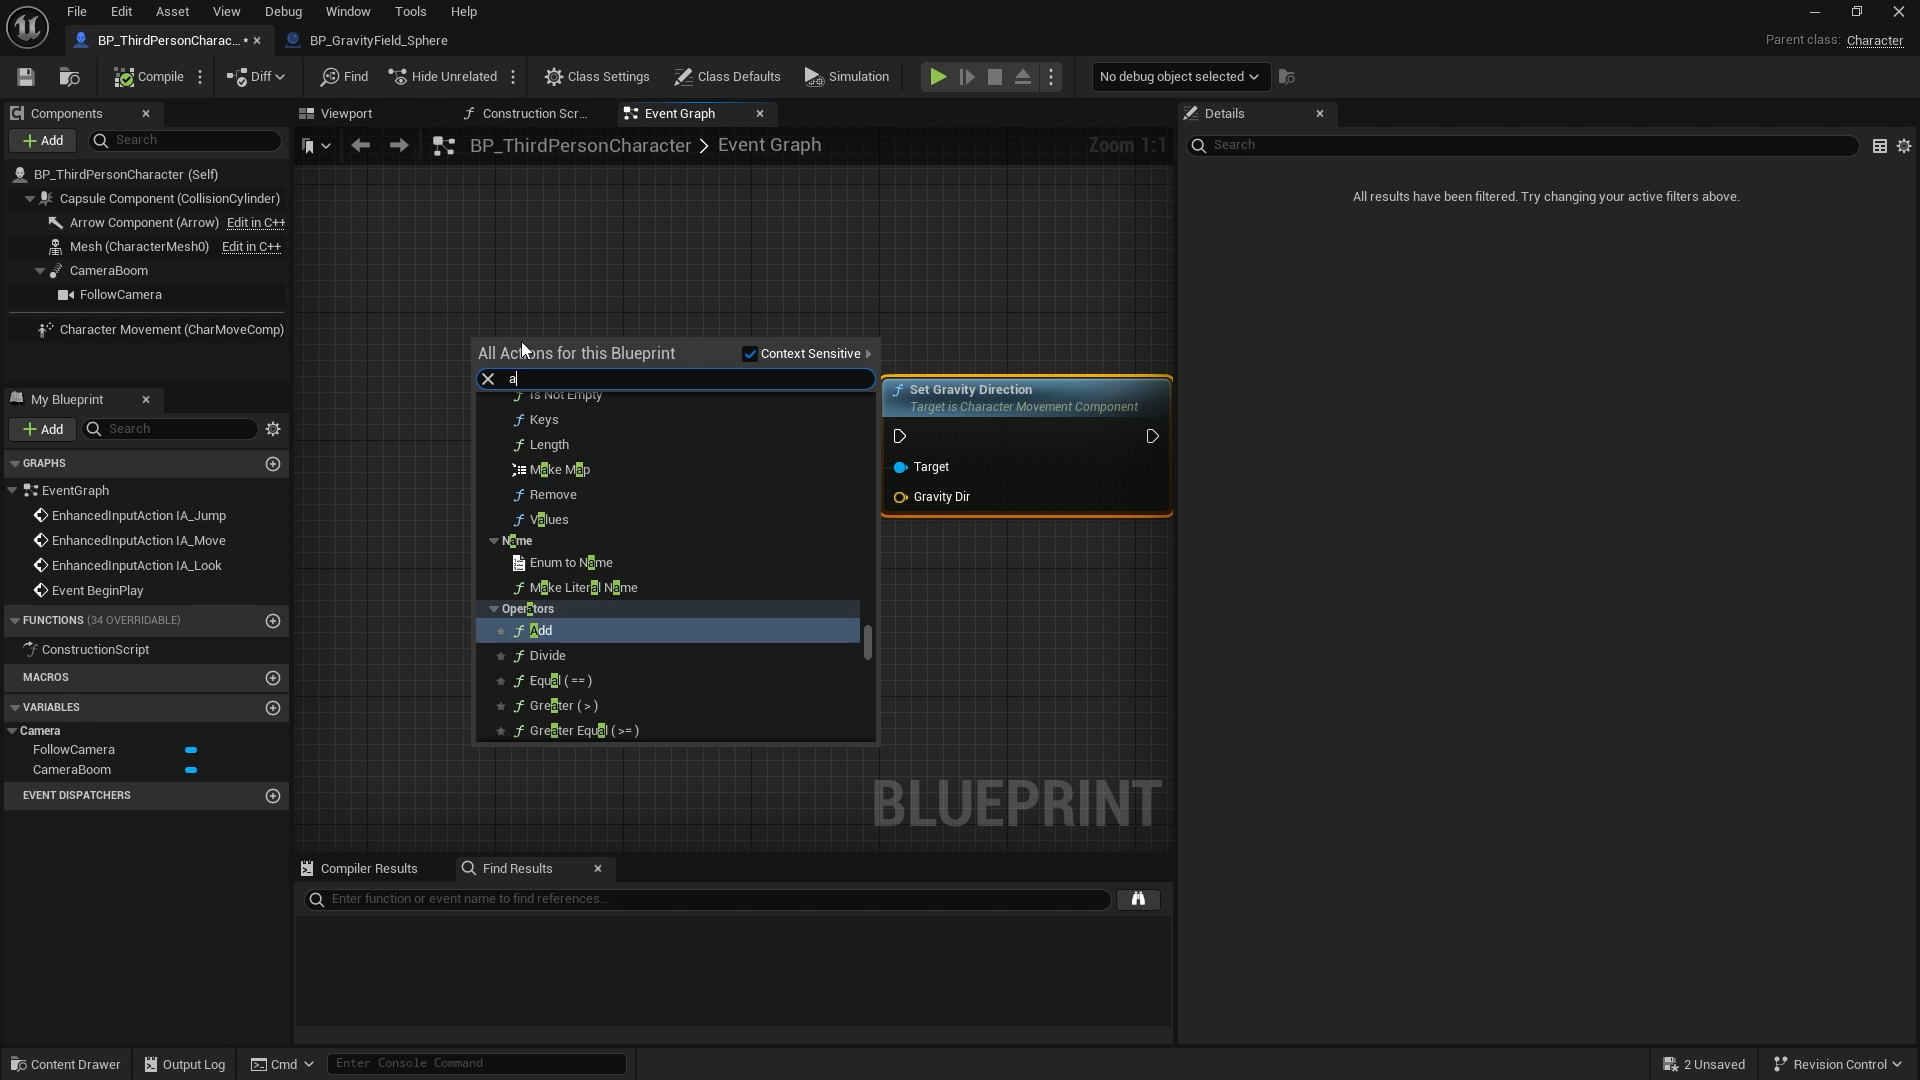 File Edit Asset View Debug Window Tools Help
BP_ThirdPersonCharac... • BP_GravityField_Sphere
Parent class: Character
Compile Diff Find Hide Unrelated Class Settings Class Defaults Simulation No debug object selected
Components
Add Search
BP_ThirdPersonCharacter (Self)
Capsule Component (CollisionCylinder)
Arrow Component (Arrow) Edit in C++
Mesh (CharacterMesh0) Edit in C++
CameraBoom
FollowCamera
Character Movement (CharMoveComp)
My Blueprint
Add Search
GRAPHS
EventGraph
EnhancedInputAction IA_Jump
EnhancedInputAction IA_Move
EnhancedInputAction IA_Look
Event BeginPlay
FUNCTIONS (34 OVERRIDABLE)
ConstructionScript
MACROS
VARIABLES
Camera
FollowCamera
CameraBoom
EVENT DISPATCHERS
Viewport Construction Scr... Event Graph
BP_ThirdPersonCharacter > Event Graph Zoom 1:1
All Actions for this Blueprint Context Sensitive
a
Is Not Empty
Keys
Length
Make Map
Remove
Values
Name
Enum to Name
Make Literal Name
Operators
Add
Divide
Equal ( == )
Greater ( > )
Greater Equal ( >= )
Set Gravity Direction
Target is Character Movement Component
Target
Gravity Dir
BLUEPRINT
Compiler Results Find Results
Enter function or event name to find references...
Details
Search
All results have been filtered. Try changing your active filters above.
Content Drawer Output Log Cmd Enter Console Command 2 Unsaved Revision Control